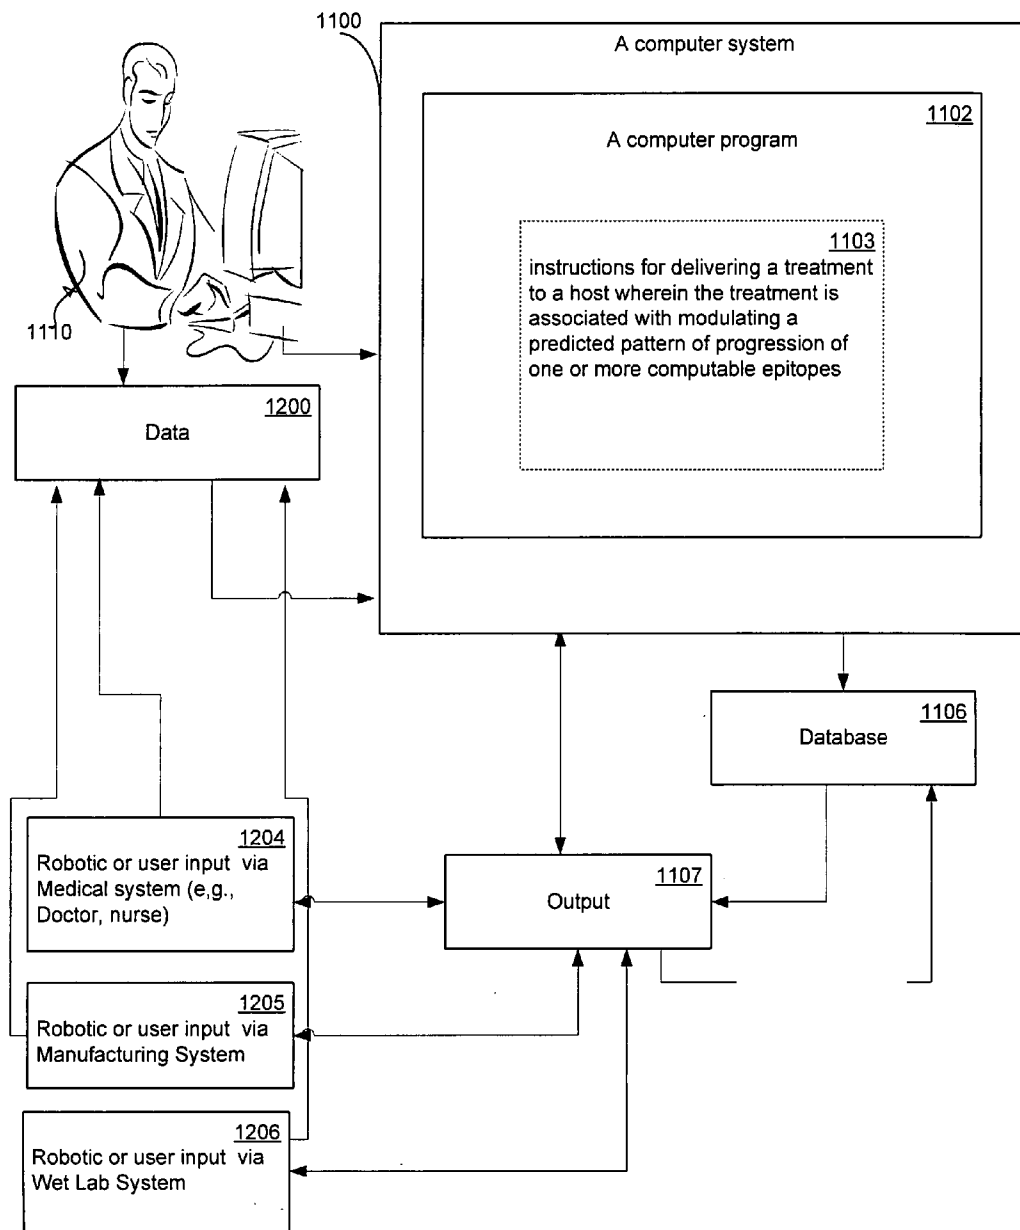 1100
A computer system
1102
A computer program
1103
instructions for delivering a treatment
to a host wherein the treatment is
associated with modulating a
predicted pattern of progression of
one or more computable epitopes
1110
1200
Data
1106
Database
1204
Robotic or user input via
Medical system (e,g.,
Doctor, nurse)
1107
Output
1205
Robotic or user input via
Manufacturing System
1206
Robotic or user input via
Wet Lab System